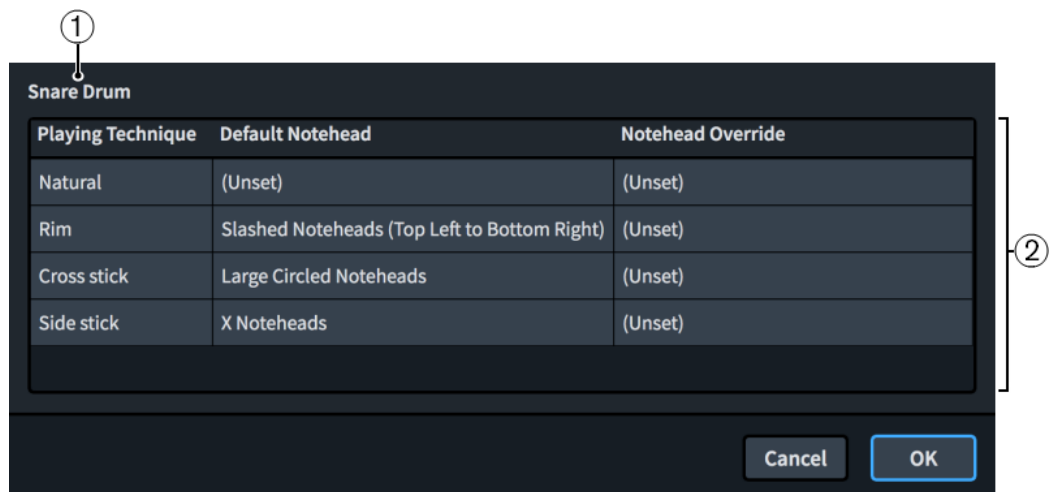 1
Snare Drum
Playing Technique Default Notehead Notehead Override
Natural (Unset) (Unset)
Rim Slashed Noteheads (Top Left to Bottom Right) (Unset)
Cross stick Large Circled Noteheads (Unset)
2
Side stick X Noteheads (Unset)
Cancel OK